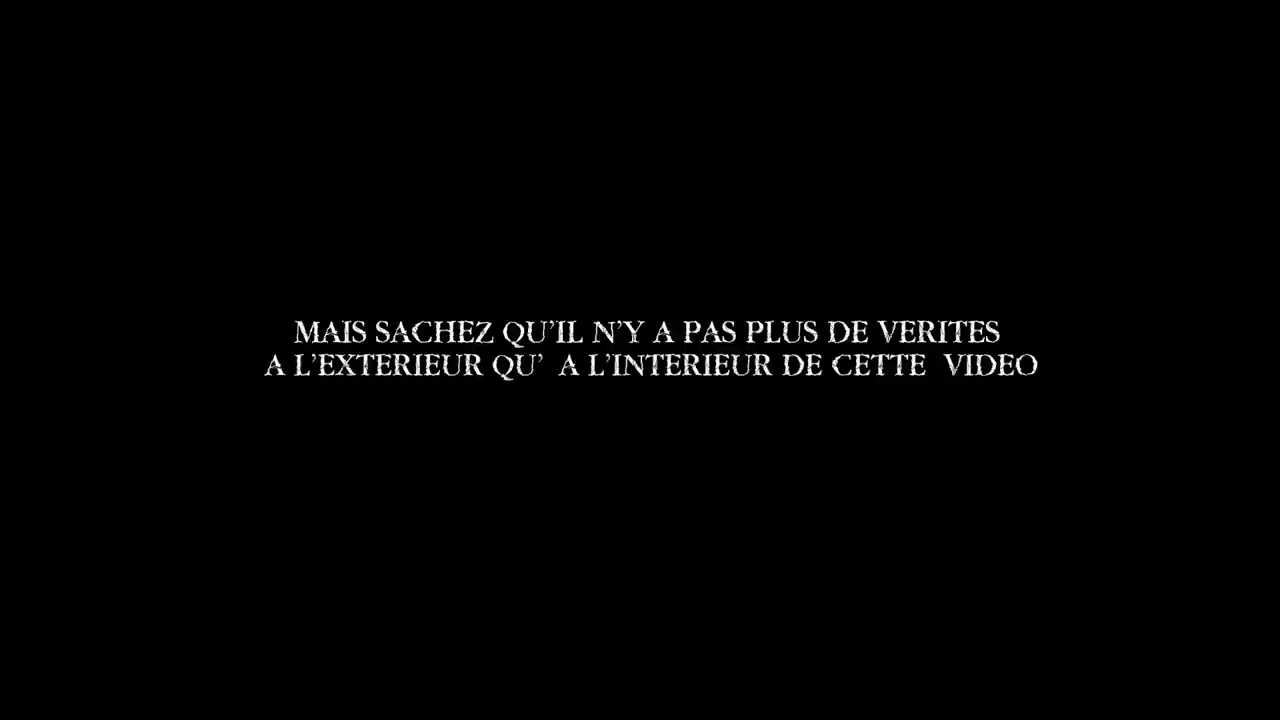 MAIS SACHEZ QU'IL N'Y A PAS PLUS DE VERITES
A L'EXTERIEUR QU' A L'INTERIEUR DE CETTE VIDEO